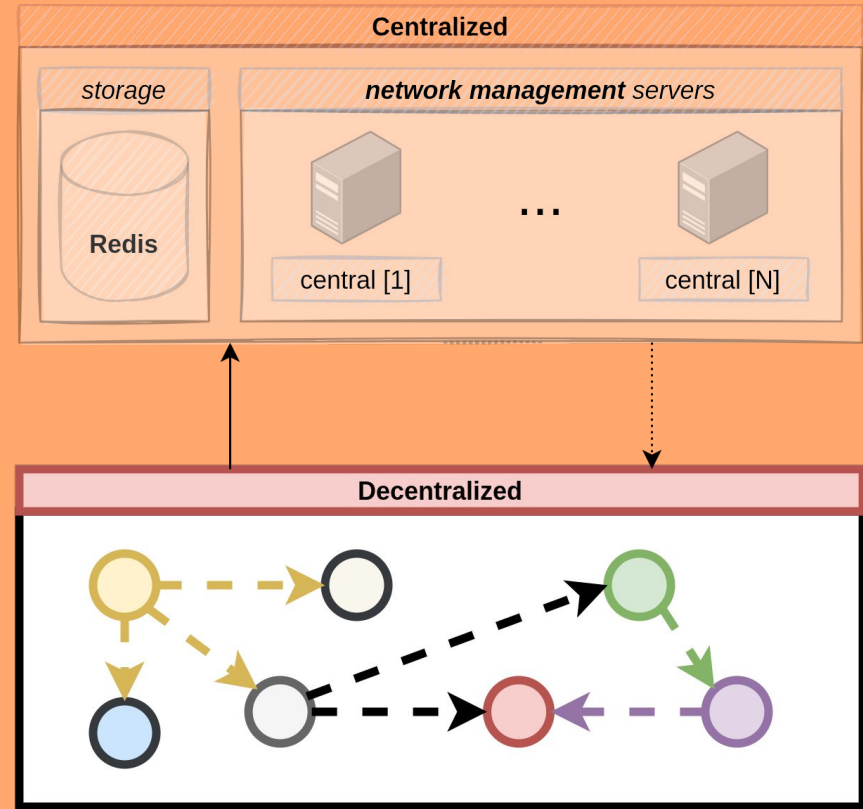 Centralized
storage
network management servers
Redis
...
central [1]
central [N]
Decentralized